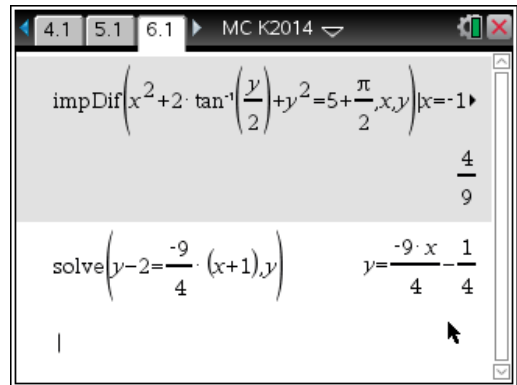 4.1 5.1 6.1 MC K2014
impDif(x²+2·tan⁻¹(y/2)+y²=5+π/2,x,y)|x=-1▸
4/9
solve(y-2=-9/4·(x+1),y) y=-9·x/4-1/4